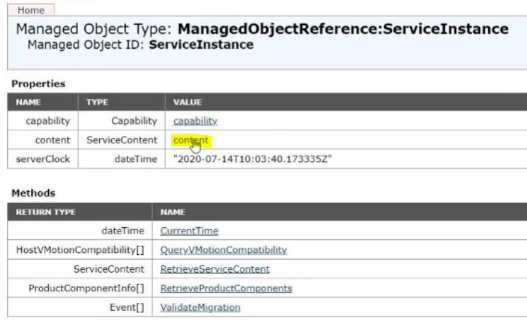 Home
Managed Object Type: ManagedObjectReference:ServiceInstance
Managed Object ID: ServiceInstance
Properties
NAME TYPE VALUE
capability Capability capability
content ServiceContent content
serverClock dateTime "2020-07-14T10:03:40.173335Z"
Methods
RETURN TYPE NAME
dateTime CurrentTime
HostVMotionCompatibility[] QueryVMotionCompatibility
ServiceContent RetrieveServiceContent
ProductComponentInfo[] RetrieveProductComponents
Event[] ValidateMigration